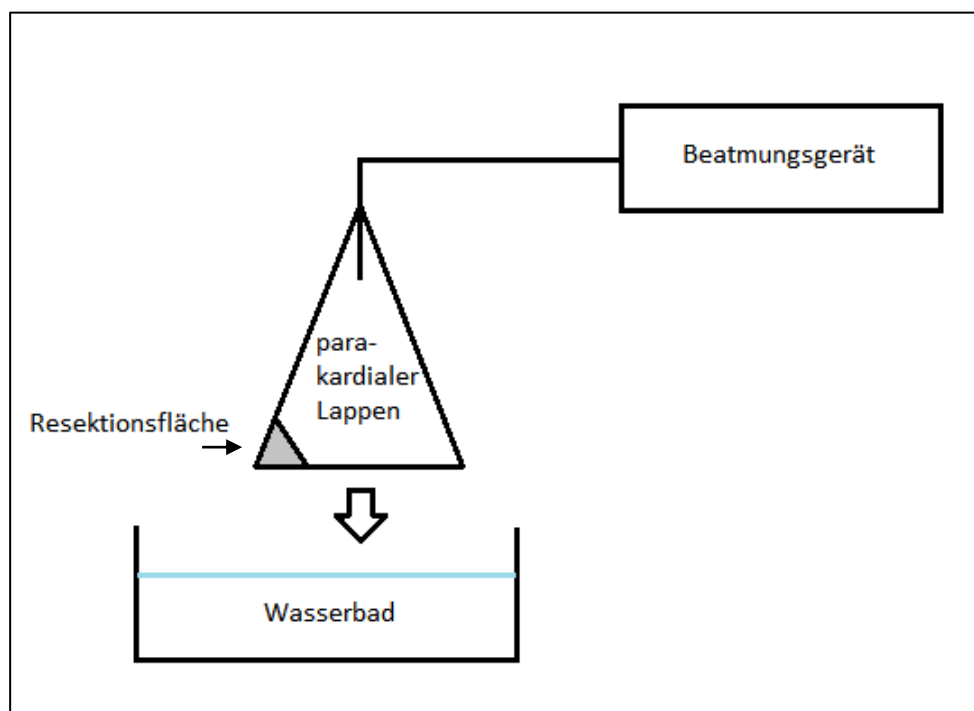 Beatmungsgerät
para-
kardialer
Lappen
Resektionsfläche
Wasserbad